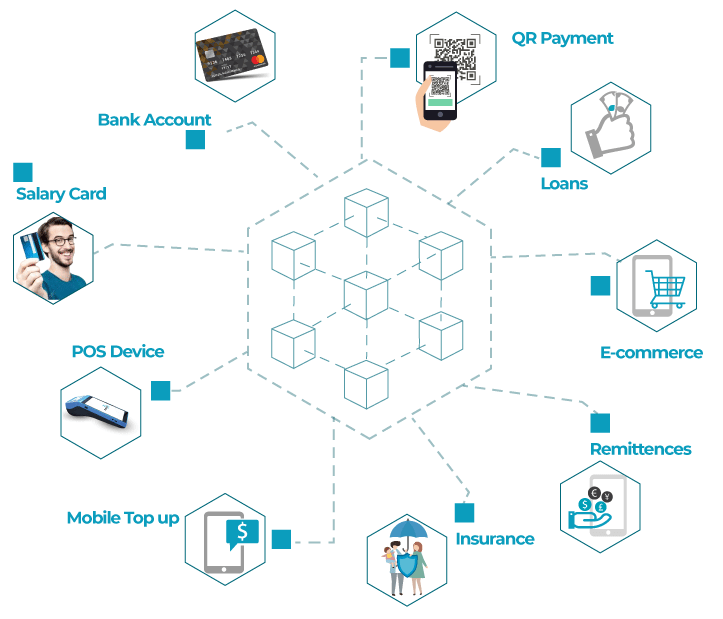 QR Payment
Bank Account
Loans
Salary Card
E-commerce
POS Device
Remittences
Mobile Top up
$
€
¥
$
£
Insurance